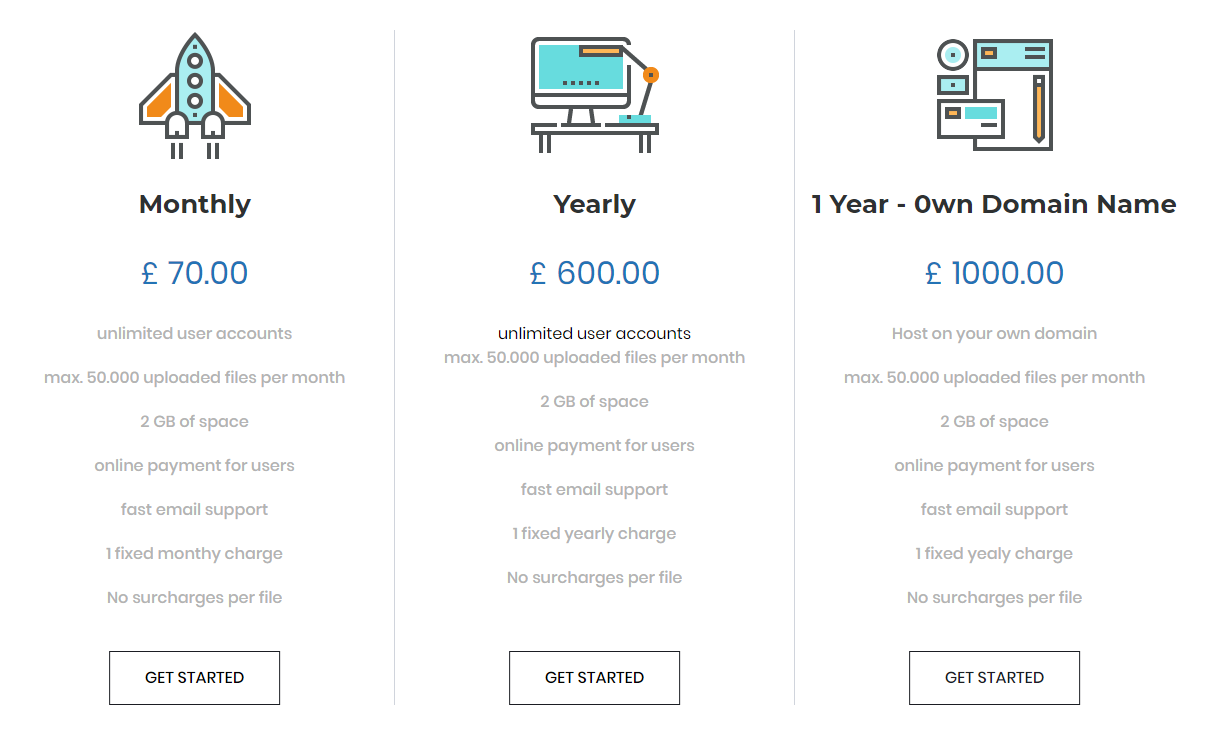 Monthly
£ 70.00
unlimited user accounts
max. 50.000 uploaded files per month
2 GB of space
online payment for users
fast email support
1 fixed monthy charge
No surcharges per file
GET STARTED
Yearly
£ 600.00
unlimited user accounts
max. 50.000 uploaded files per month
2 GB of space
online payment for users
fast email support
1 fixed yearly charge
No surcharges per file
GET STARTED
1 Year - 0wn Domain Name
£ 1000.00
Host on your own domain
max. 50.000 uploaded files per month
2 GB of space
online payment for users
fast email support
1 fixed yealy charge
No surcharges per file
GET STARTED